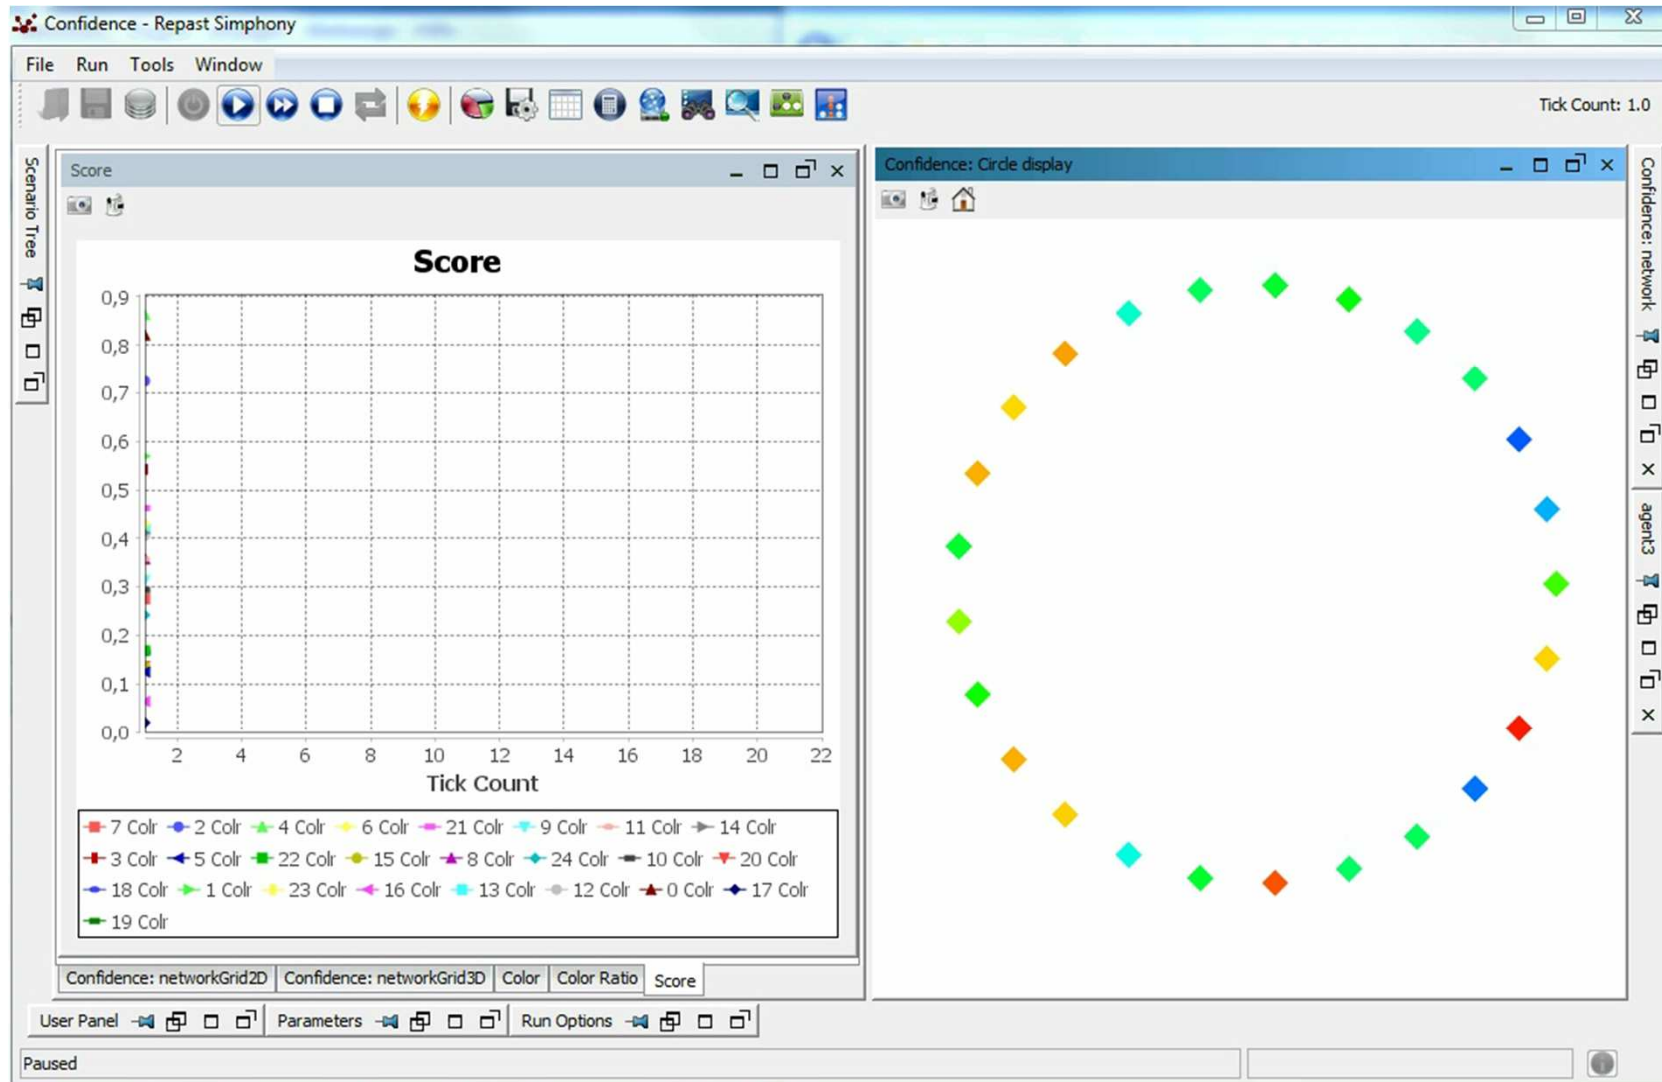 Confidence - Repast Simphony
File Run Tools Window
Tick Count: 1.0
Scenario Tree
Score
Score
0,9
0,8
0,7
0,6
0,5
0,4
0,3
0,2
0,1
0,0
2 4 6 8 10 12 14 16 18 20 22
Tick Count
7 Colr 2 Colr 4 Colr 6 Colr 21 Colr 9 Colr 11 Colr 14 Colr
3 Colr 5 Colr 22 Colr 15 Colr 8 Colr 24 Colr 10 Colr 20 Colr
18 Colr 1 Colr 23 Colr 16 Colr 13 Colr 12 Colr 0 Colr 17 Colr
19 Colr
Confidence: networkGrid2D Confidence: networkGrid3D Color Color Ratio Score
Confidence: Circle display
Confidence: network
agent3
User Panel Parameters Run Options
Paused